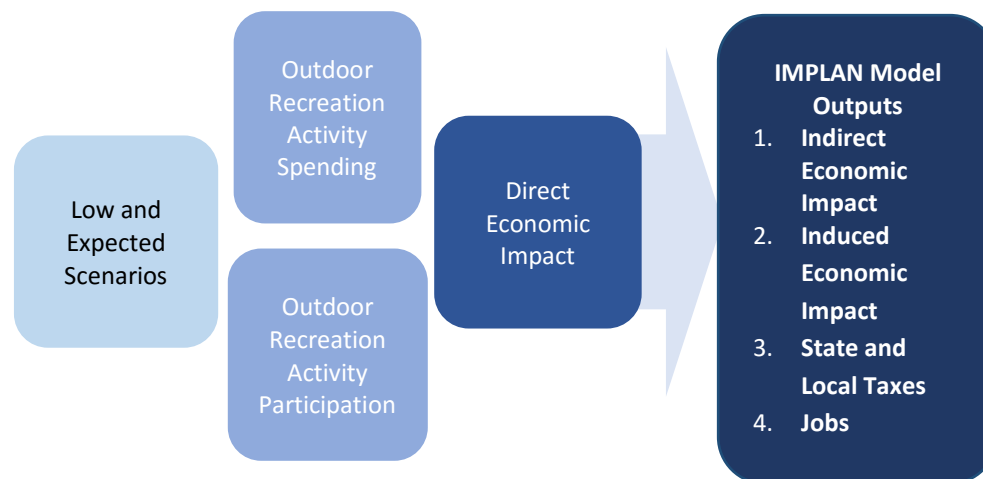 Low and
Expected
Scenarios
Outdoor
Recreation
Activity
Spending
Outdoor
Recreation
Activity
Participation
Direct
Economic
Impact
IMPLAN Model
Outputs
1. Indirect
Economic
Impact
2. Induced
Economic
Impact
3. State and
Local Taxes
4. Jobs